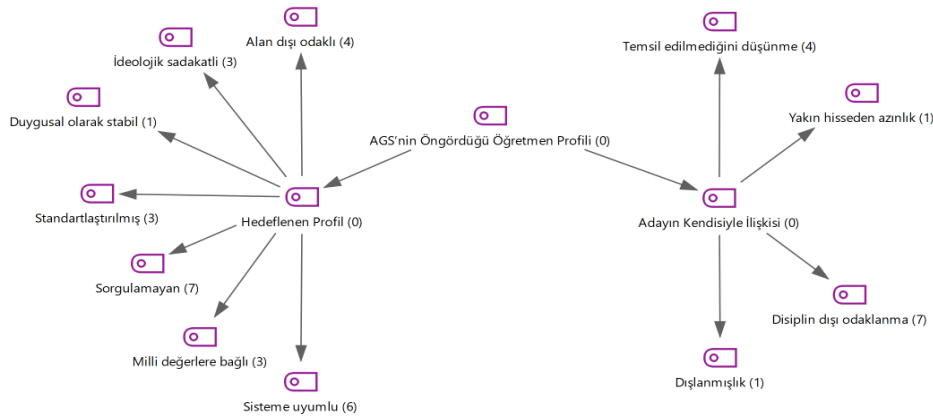 Alan dışı odaklı (4)
Temsil edilmediğini düşünme (4)
İdeolojik sadakatli (3)
Duygusal olarak stabil (1)
Yakın hisseden azınlık (1)
AGS'nin Öngördüğü Öğretmen Profili (0)
Standartlaştırılmış (3)
Hedeflenen Profil (0)
Adayın Kendisiyle İlişkisi (0)
Sorgulamayan (7)
Disiplin dışı odaklanma (7)
Milli değerlere bağlı (3)
Dışlanmışlık (1)
Sisteme uyumlu (6)